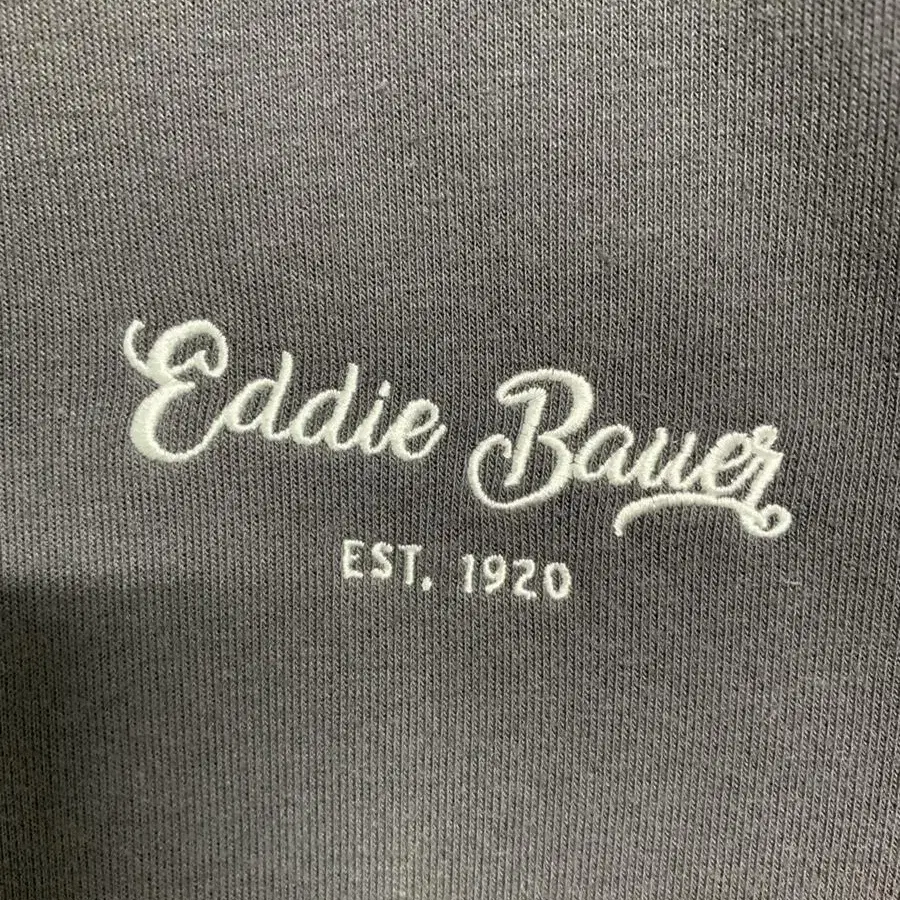 Eddie Bauer
EST. 1920